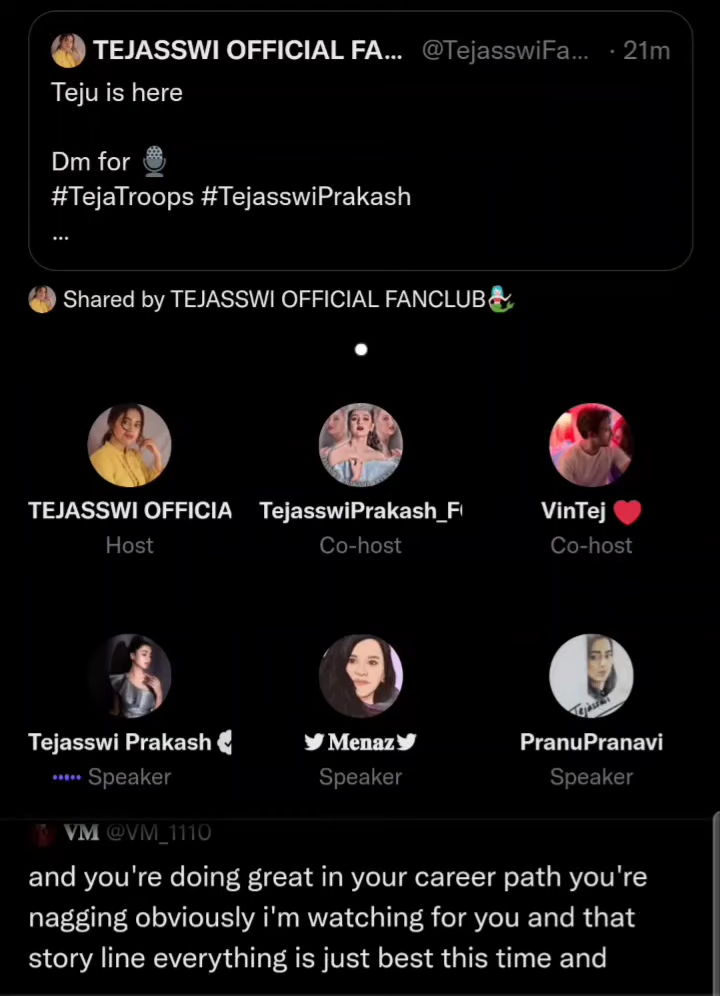 TEJASSWI OFFICIAL FA... @TejasswiFa... · 21m
Teju is here
Dm for 🎙️
#TejaTroops #TejasswiPrakash
...
Shared by TEJASSWI OFFICIAL FANCLUB🧜🏻‍♀️
TEJASSWI OFFICIA
Host
TejasswiPrakash_F
Co-host
VinTej ❤️
Co-host
Tejasswi Prakash
Speaker
🐦Menaz🐦
Speaker
PranuPranavi
Speaker
VM @VM_1110
and you're doing great in your career path you're
nagging obviously i'm watching for you and that
story line everything is just best this time and